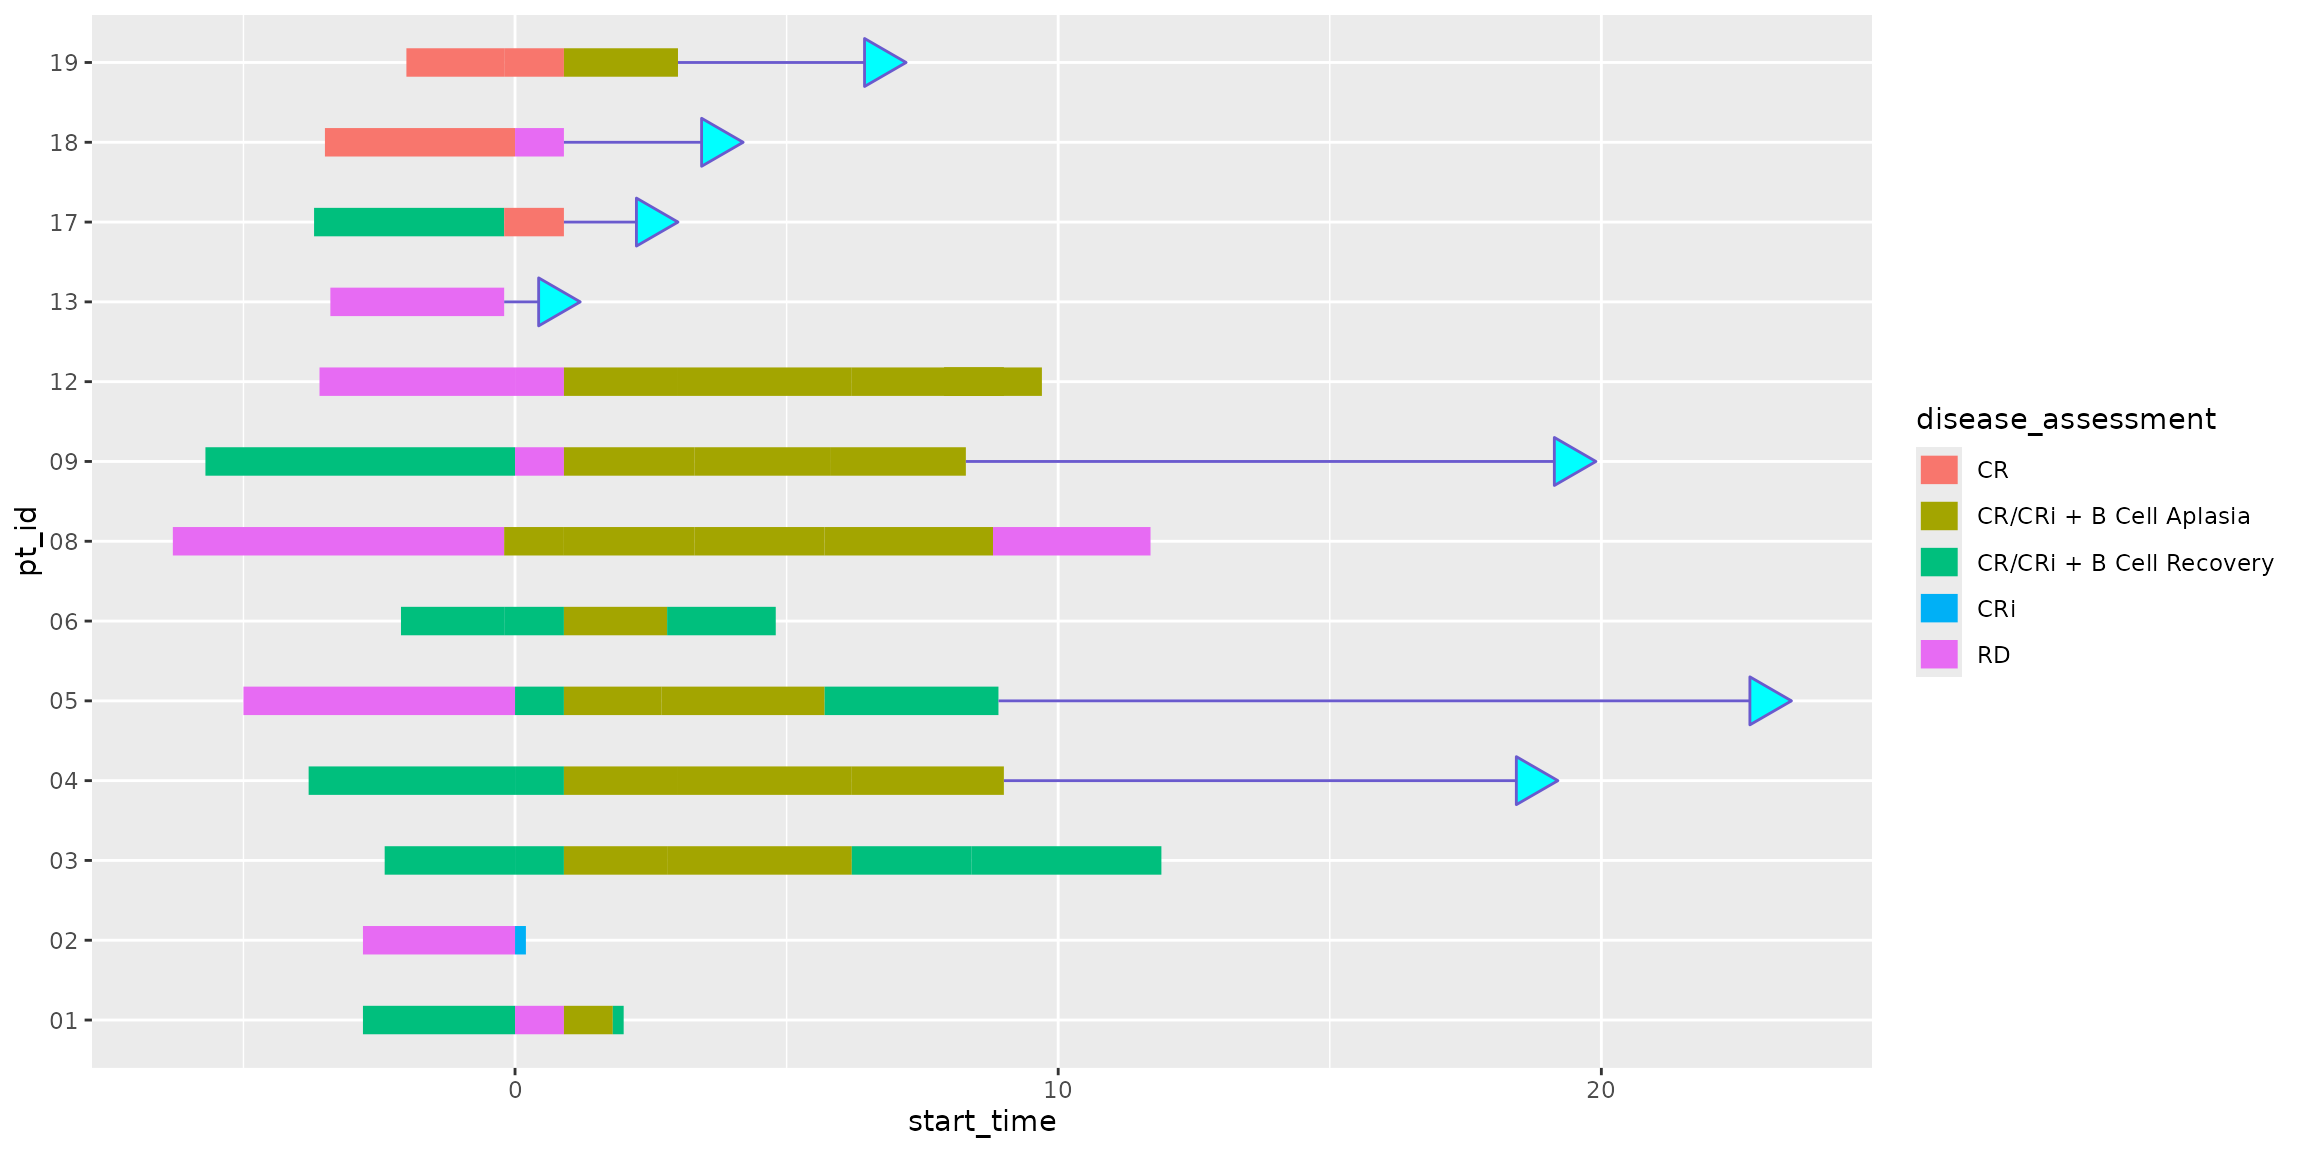 19
18
17
13
12
09
08
06
05
04
03
02
01
pt_id
0 10 20
start_time
disease_assessment
CR
CR/CRi + B Cell Aplasia
CR/CRi + B Cell Recovery
CRi
RD